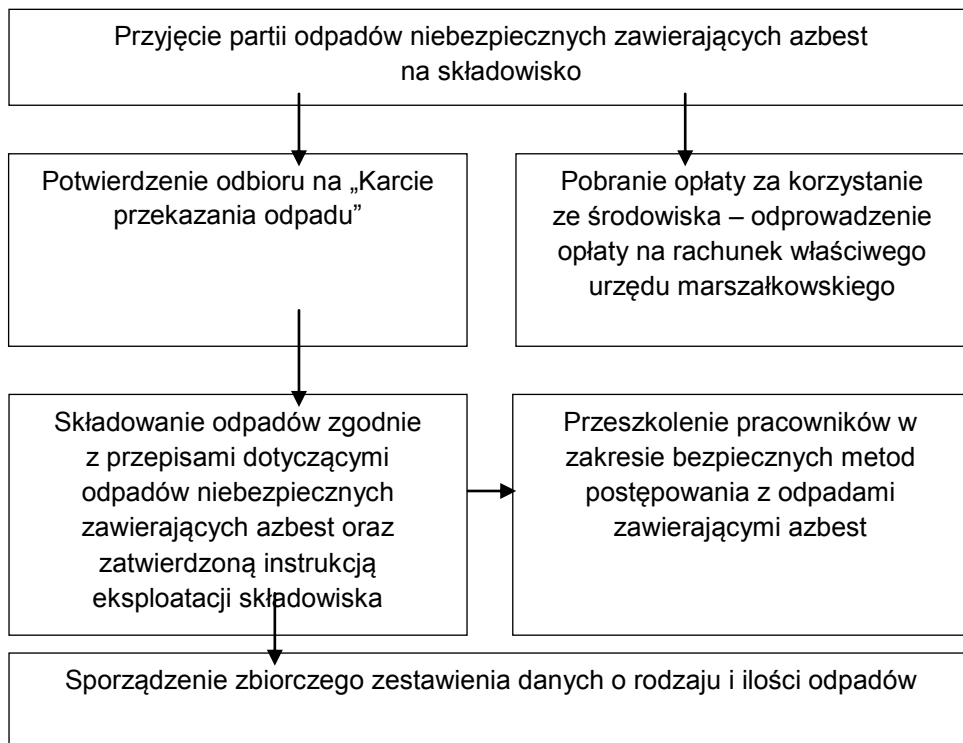 Przyjęcie partii odpadów niebezpiecznych zawierających azbest
na składowisko
Potwierdzenie odbioru na „Karcie
przekazania odpadu”
Pobranie opłaty za korzystanie
ze środowiska – odprowadzenie
opłaty na rachunek właściwego
urzędu marszałkowskiego
Składowanie odpadów zgodnie
z przepisami dotyczącymi
odpadów niebezpiecznych
zawierających azbest oraz
zatwierdzoną instrukcją
eksploatacji składowiska
Przeszkolenie pracowników w
zakresie bezpiecznych metod
postępowania z odpadami
zawierającymi azbest
Sporządzenie zbiorczego zestawienia danych o rodzaju i ilości odpadów